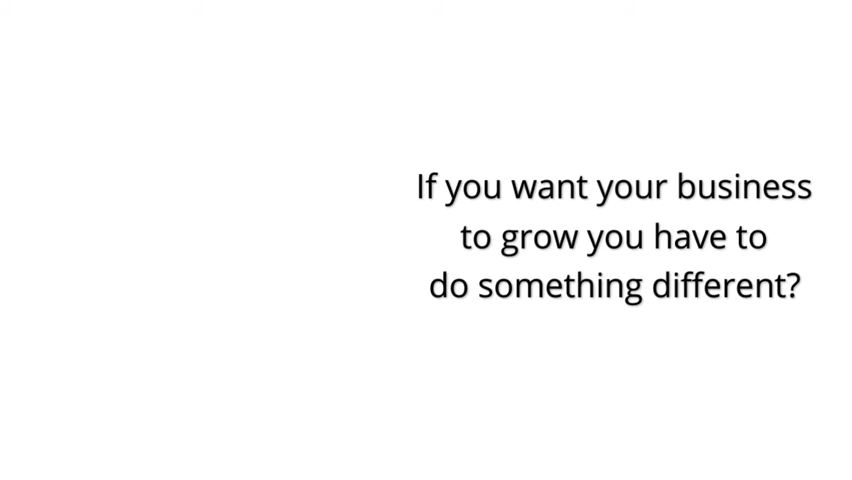 If you want your business
to grow you have to
do something different?